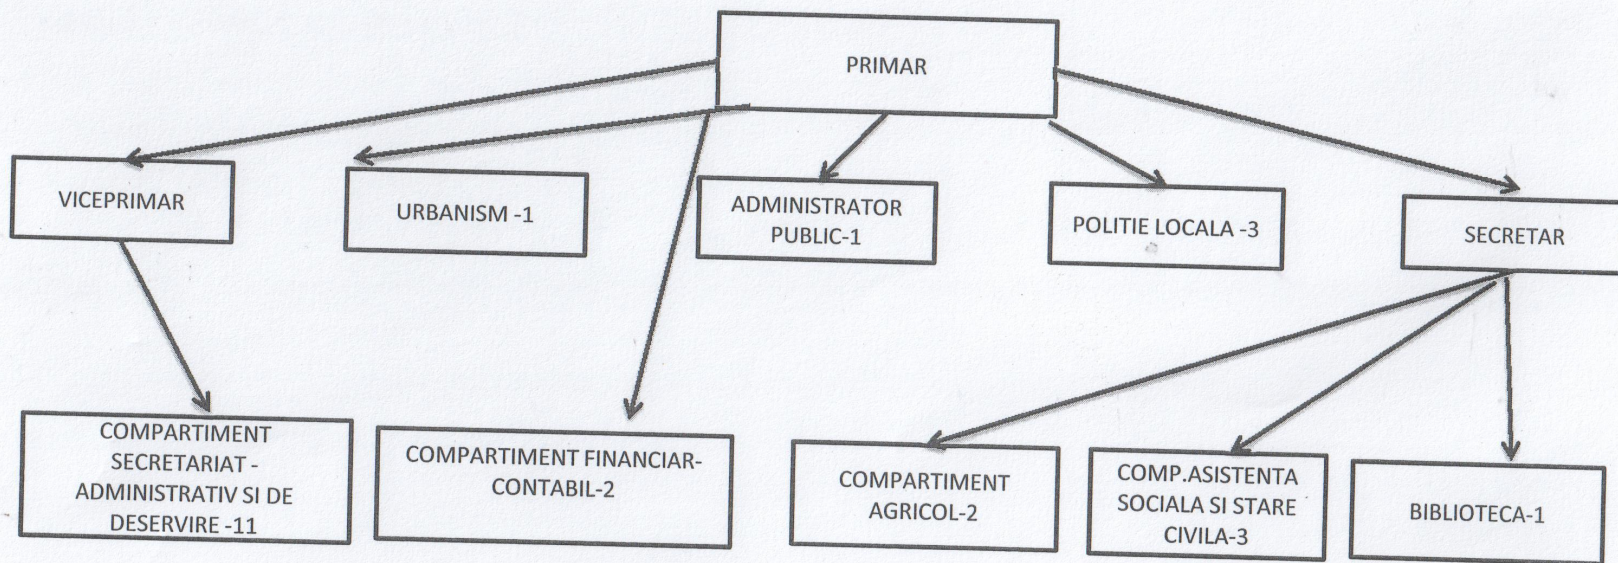 PRIMAR
VICEPRIMAR
URBANISM -1
ADMINISTRATOR
PUBLIC-1
POLITIE LOCALA -3
SECRETAR
COMPARTIMENT
SECRETARIAT -
ADMINISTRATIV SI DE
DESERVIRE -11
COMPARTIMENT FINANCIAR-
CONTABIL-2
COMPARTIMENT
AGRICOL-2
COMP.ASISTENTA
SOCIALA SI STARE
CIVILA-3
BIBLIOTECA-1